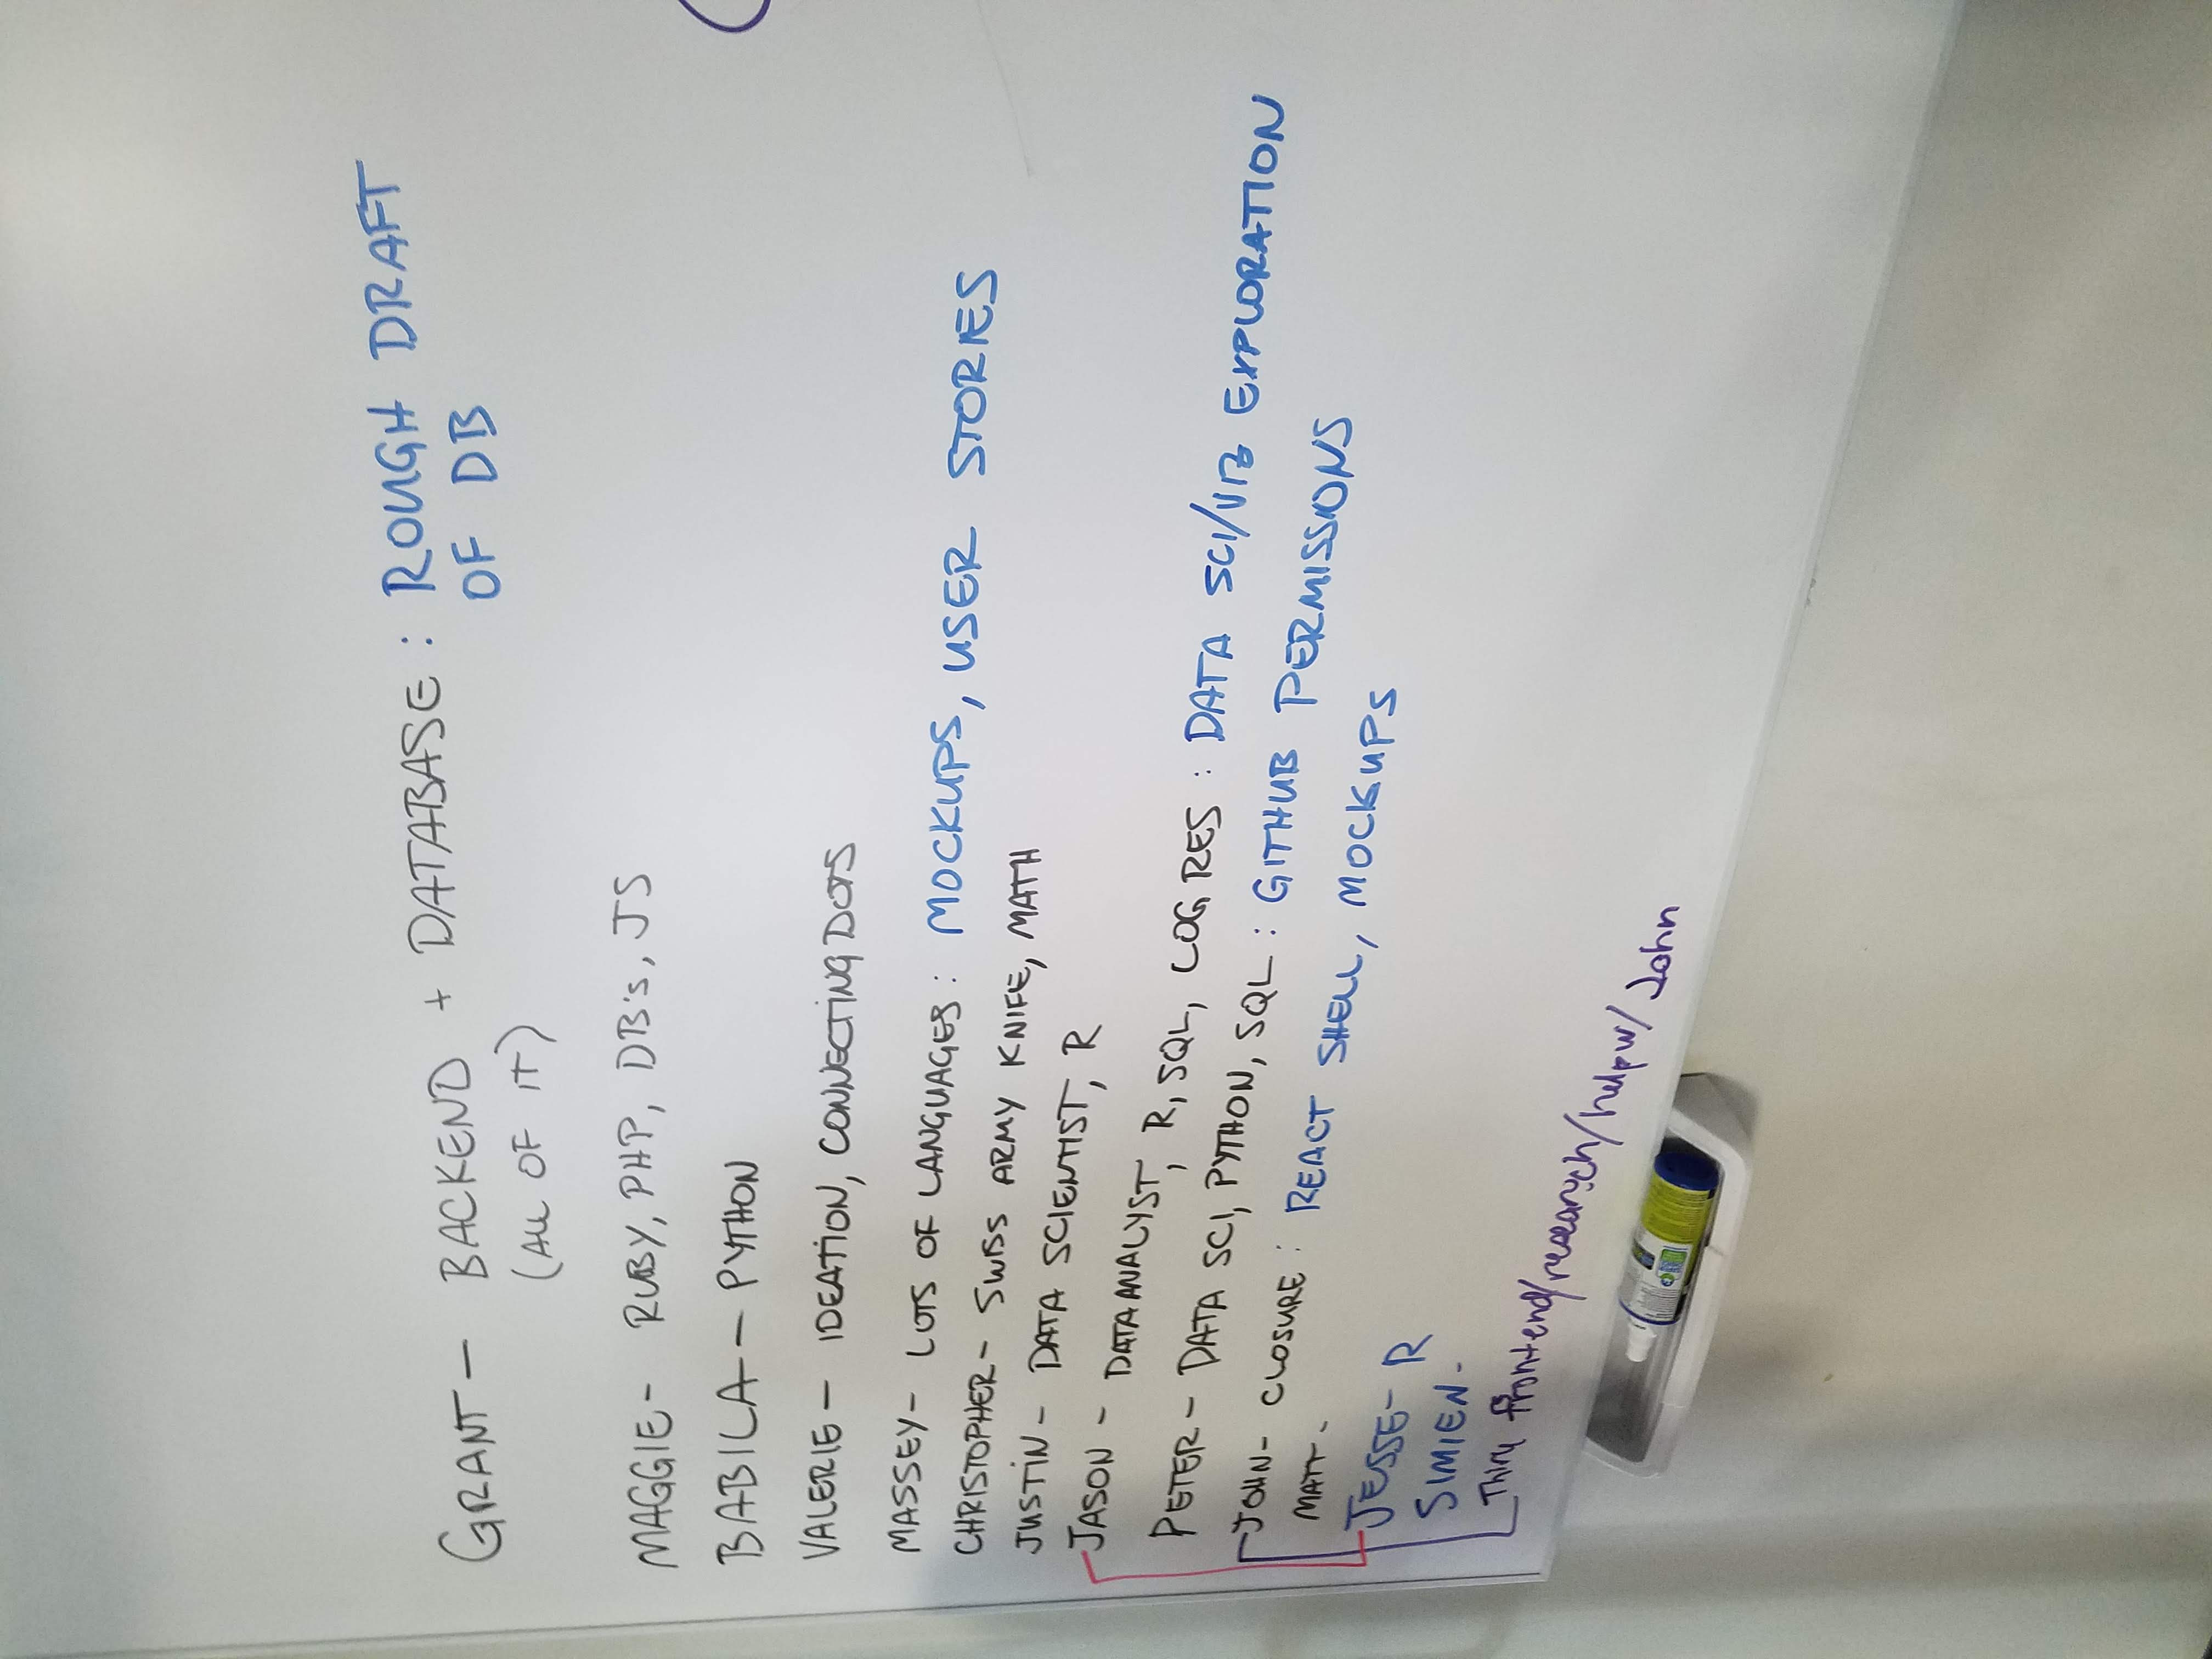 GRANT — BACKEND + DATABASE : ROUGH DRAFT
OF DB
(ALL OF IT)
MAGGIE - RUBY, PHP, DB's, JS
BABILA — PYTHON
VALERIE — IDEATION, CONNECTING DOTS
MASSEY - LOTS OF LANGUAGES : MOCKUPS, USER STORIES
CHRISTOPHER - SWISS ARMY KNIFE, MATH
JUSTIN - DATA SCIENTIST, R
JASON - DATA ANALYST, R, SQL, LOG RES : DATA SCI/VIZ EXPLORATION
PETER - DATA SCI, PYTHON, SQL : GITHUB PERMISSIONS
JOHN - CLOSURE : REACT SHELL, MOCKUPS
MATT -
JESSE - R
SIMIEN -
frontend/research/help w/ John